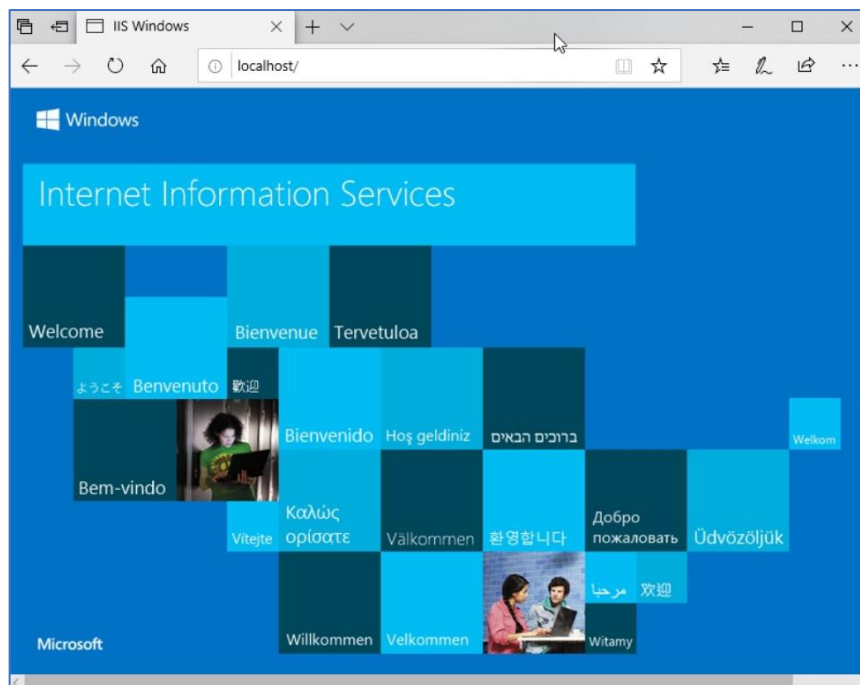 IIS Windows
localhost/
Windows
Internet Information Services
Welcome
Bienvenue
Tervetuloa
ようこそ
Benvenuto
歡迎
Bienvenido
Hoş geldiniz
ברוכים הבאים
Welkom
Bem-vindo
Vítejte
Καλώς
ορίσατε
Välkommen
환영합니다
Добро
пожаловать
Üdvözöljük
مرحبا
欢迎
Microsoft
Willkommen
Velkommen
Witamy